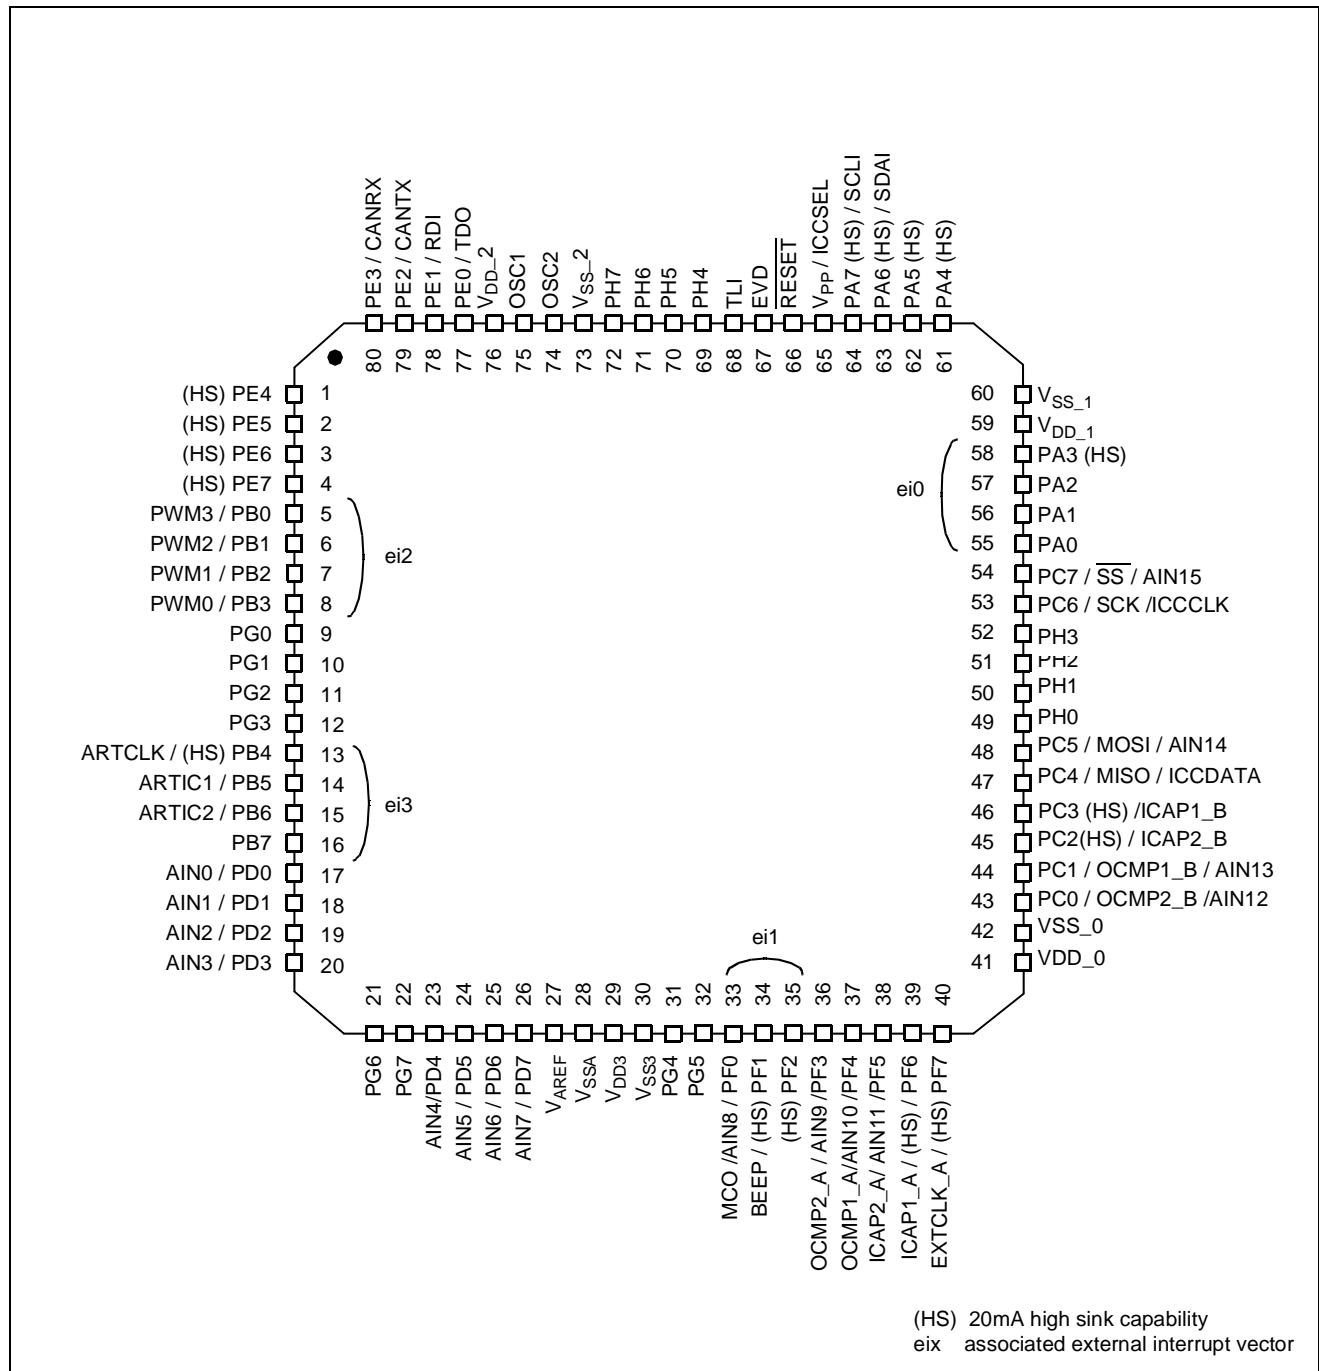 PE3 / CANRX
PE2 / CANTX
PE1 / RDI
PE0 / TDO
VDD_2
OSC1
OSC2
VSS_2
PH7
PH6
PH5
PH4
TLI
EVD
RESET
VPP / ICCSEL
PA7 (HS) / SCLI
PA6 (HS) / SDAI
PA5 (HS)
PA4 (HS)
80 79 78 77 76 75 74 73 72 71 70 69 68 67 66 65 64 63 62 61
(HS) PE4 1
(HS) PE5 2
(HS) PE6 3
(HS) PE7 4
PWM3 / PB0 5
PWM2 / PB1 6
PWM1 / PB2 7
PWM0 / PB3 8
ei2
PG0 9
PG1 10
PG2 11
PG3 12
ARTCLK / (HS) PB4 13
ARTIC1 / PB5 14
ARTIC2 / PB6 15
PB7 16
ei3
AIN0 / PD0 17
AIN1 / PD1 18
AIN2 / PD2 19
AIN3 / PD3 20
60 VSS_1
59 VDD_1
58 PA3 (HS)
57 PA2
56 PA1
55 PA0
ei0
54 PC7 / SS / AIN15
53 PC6 / SCK /ICCCLK
52 PH3
51 PH2
50 PH1
49 PH0
48 PC5 / MOSI / AIN14
47 PC4 / MISO / ICCDATA
46 PC3 (HS) /ICAP1_B
45 PC2(HS) / ICAP2_B
44 PC1 / OCMP1_B / AIN13
43 PC0 / OCMP2_B /AIN12
42 VSS_0
41 VDD_0
ei1
21 22 23 24 25 26 27 28 29 30 31 32 33 34 35 36 37 38 39 40
PG6
PG7
AIN4/PD4
AIN5 / PD5
AIN6 / PD6
AIN7 / PD7
VAREF
VSSA
VDD3
VSS3
PG4
PG5
MCO /AIN8 / PF0
BEEP / (HS) PF1
(HS) PF2
OCMP2_A / AIN9 /PF3
OCMP1_A/AIN10 /PF4
ICAP2_A/ AIN11 /PF5
ICAP1_A / (HS) / PF6
EXTCLK_A / (HS) PF7
(HS) 20mA high sink capability
eix associated external interrupt vector